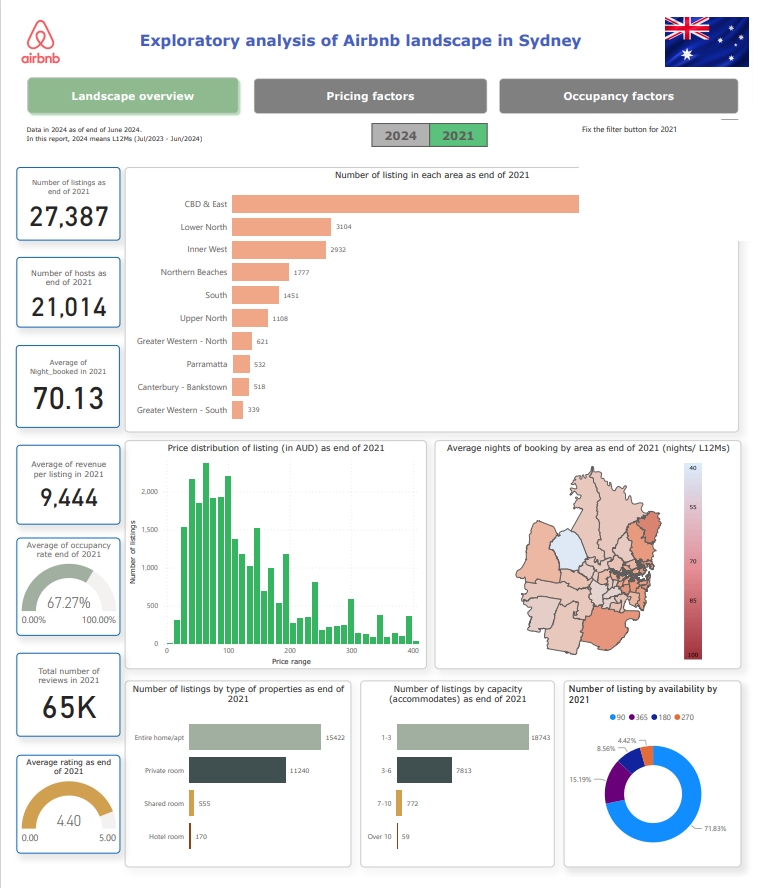 airbnb
Exploratory analysis of Airbnb landscape in Sydney
Landscape overview
Pricing factors
Occupancy factors
Data in 2024 as of end of June 2024.
In this report, 2024 means L12Ms (Jul/2023 - Jun/2024)
2024
2021
Fix the filter button for 2021
Number of listings as
end of 2021
27,387
Number of hosts as
end of 2021
21,014
Average of
Night_booked in 2021
70.13
Average of revenue
per listing in 2021
9,444
Average of occupancy
rate end of 2021
67.27%
0.00%
100.00%
Total number of
reviews in 2021
65K
Average rating as end
of 2021
4.40
0.00
5.00
Number of listing in each area as end of 2021
CBD & East
Lower North
3104
Inner West
2932
Northern Beaches
1777
South
1451
Upper North
1108
Greater Western - North
621
Parramatta
532
Canterbury - Bankstown
518
Greater Western - South
339
Price distribution of listing (in AUD) as end of 2021
Number of listings
2,000
1,500
1,000
500
0
0
100
200
300
400
Price range
Average nights of booking by area as end of 2021 (nights/ L12Ms)
40
55
70
85
100
Number of listings by type of properties as end of
2021
Entire home/apt
15422
Private room
11240
Shared room
555
Hotel room
170
Number of listings by capacity
(accommodates) as end of 2021
1-3
18743
3-6
7813
7-10
772
Over 10
59
Number of listing by availability by
2021
90
365
180
270
4.42%
8.56%
15.19%
71.83%